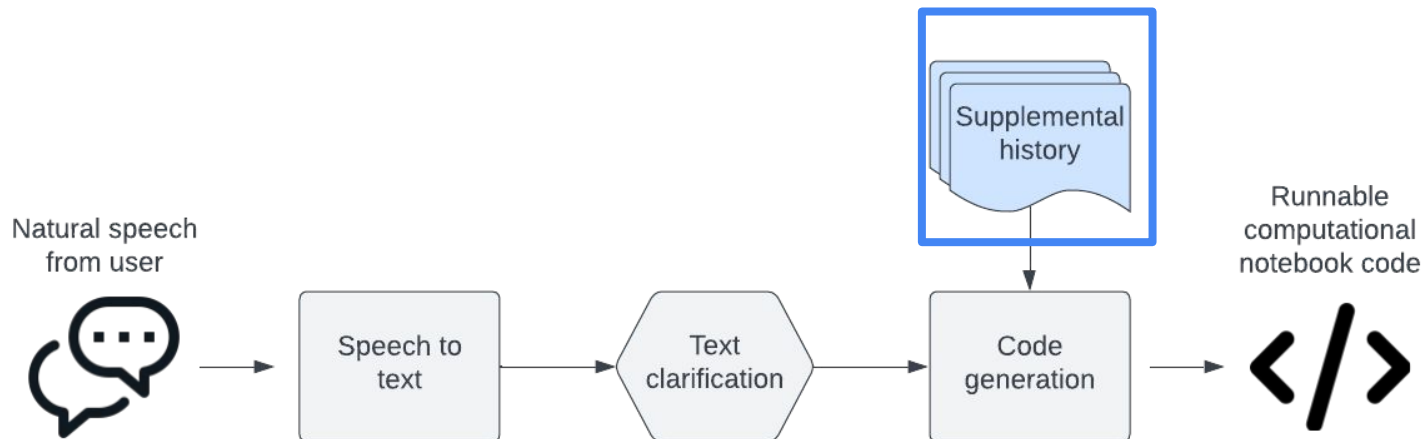 Supplemental
history
Natural speech
from user
Speech to
text
Text
clarification
Code
generation
Runnable
computational
notebook code